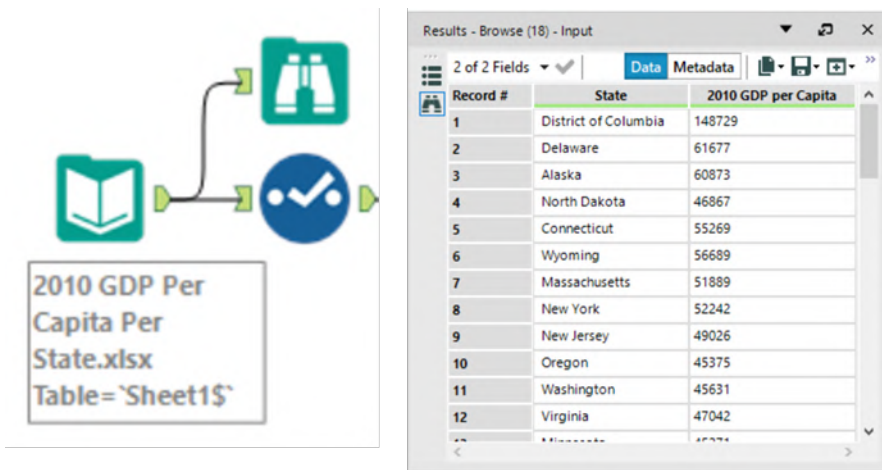 2010 GDP Per
Capita Per
State.xlsx
Table=`Sheet1$`
Results - Browse (18) - Input
2 of 2 Fields Data Metadata
Record # State 2010 GDP per Capita
1 District of Columbia 148729
2 Delaware 61677
3 Alaska 60873
4 North Dakota 46867
5 Connecticut 55269
6 Wyoming 56689
7 Massachusetts 51889
8 New York 52242
9 New Jersey 49026
10 Oregon 45375
11 Washington 45631
12 Virginia 47042